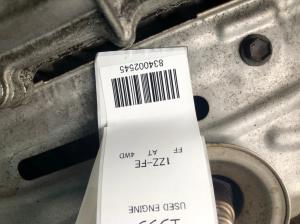 834002545
1ZZ-FE
FF AT 4WD
USED ENGINE